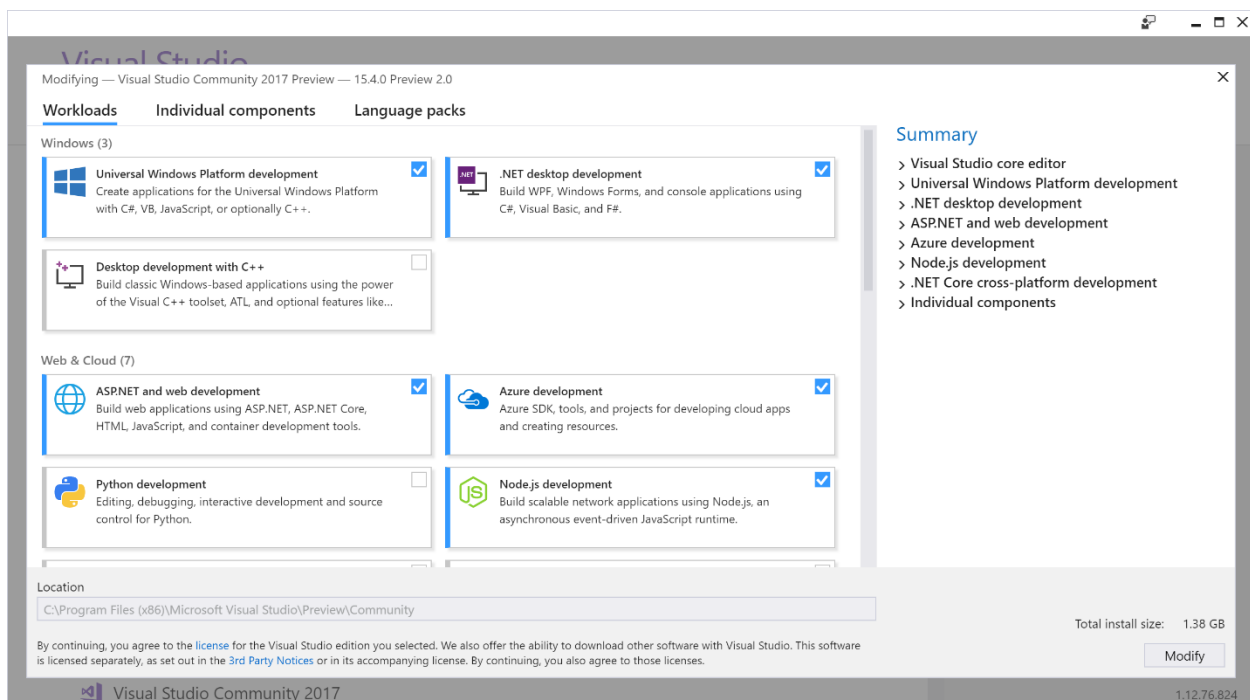 Visual Studio
Modifying — Visual Studio Community 2017 Preview — 15.4.0 Preview 2.0
Workloads
Individual components
Language packs
Windows (3)
Universal Windows Platform development
Create applications for the Universal Windows Platform
with C#, VB, JavaScript, or optionally C++.
.NET
.NET desktop development
Build WPF, Windows Forms, and console applications using
C#, Visual Basic, and F#.
Desktop development with C++
Build classic Windows-based applications using the power
of the Visual C++ toolset, ATL, and optional features like...
Web & Cloud (7)
ASP.NET and web development
Build web applications using ASP.NET, ASP.NET Core,
HTML, JavaScript, and container development tools.
Azure development
Azure SDK, tools, and projects for developing cloud apps
and creating resources.
Python development
Editing, debugging, interactive development and source
control for Python.
JS
Node.js development
Build scalable network applications using Node.js, an
asynchronous event-driven JavaScript runtime.
Summary
Visual Studio core editor
Universal Windows Platform development
.NET desktop development
ASP.NET and web development
Azure development
Node.js development
.NET Core cross-platform development
Individual components
Location
C:\Program Files (x86)\Microsoft Visual Studio\Preview\Community
Total install size: 1.38 GB
By continuing, you agree to the license for the Visual Studio edition you selected. We also offer the ability to download other software with Visual Studio. This software
is licensed separately, as set out in the 3rd Party Notices or in its accompanying license. By continuing, you also agree to those licenses.
Modify
Visual Studio Community 2017
1.12.76.824